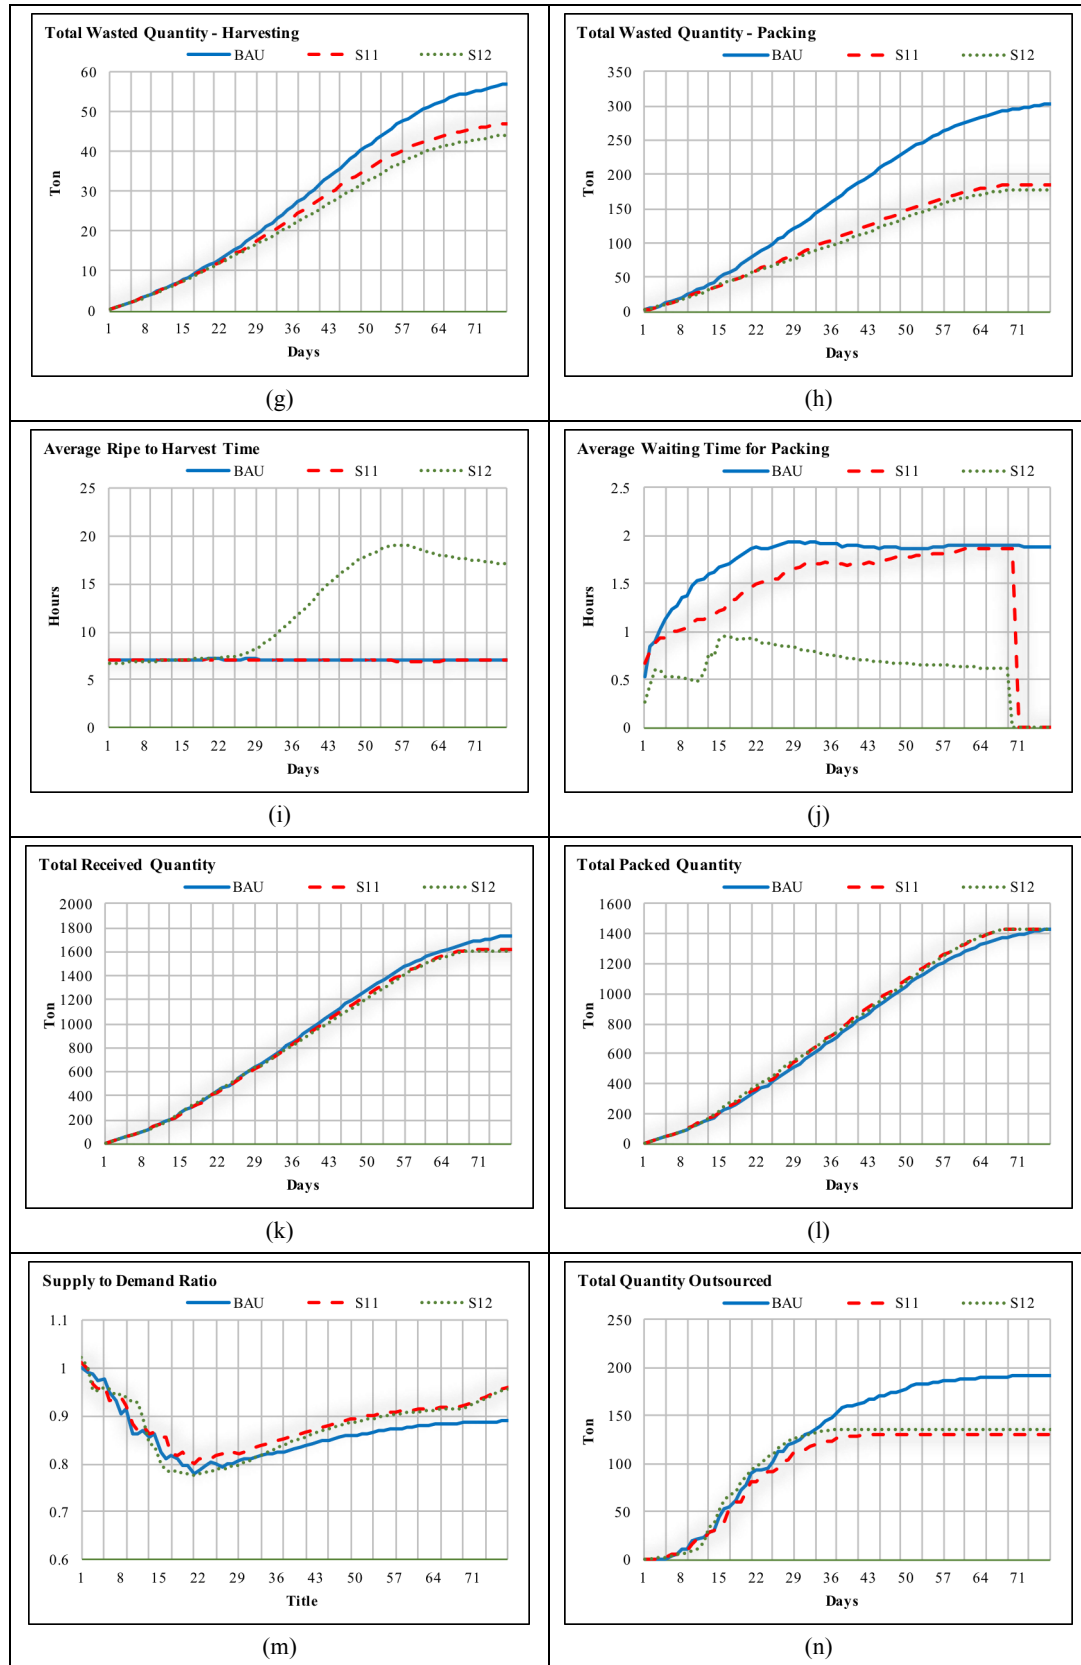 Total Wasted Quantity - Harvesting
BAU S11 S12
60
50
40
30
20
10
0
Ton
1 8 15 22 29 36 43 50 57 64 71
Days
(g)
Total Wasted Quantity - Packing
BAU S11 S12
350
300
250
200
150
100
50
0
Ton
1 8 15 22 29 36 43 50 57 64 71
Days
(h)
Average Ripe to Harvest Time
BAU S11 S12
25
20
15
10
5
0
Hours
1 8 15 22 29 36 43 50 57 64 71
Days
(i)
Average Waiting Time for Packing
BAU S11 S12
2.5
2
1.5
1
0.5
0
Hours
1 8 15 22 29 36 43 50 57 64 71
Days
(j)
Total Received Quantity
BAU S11 S12
2000
1800
1600
1400
1200
1000
800
600
400
200
0
Ton
1 8 15 22 29 36 43 50 57 64 71
Days
(k)
Total Packed Quantity
BAU S11 S12
1600
1400
1200
1000
800
600
400
200
0
Ton
1 8 15 22 29 36 43 50 57 64 71
Days
(l)
Supply to Demand Ratio
BAU S11 S12
1.1
1
0.9
0.8
0.7
0.6
1 8 15 22 29 36 43 50 57 64 71
Title
(m)
Total Quantity Outsourced
BAU S11 S12
250
200
150
100
50
0
Ton
1 8 15 22 29 36 43 50 57 64 71
Days
(n)